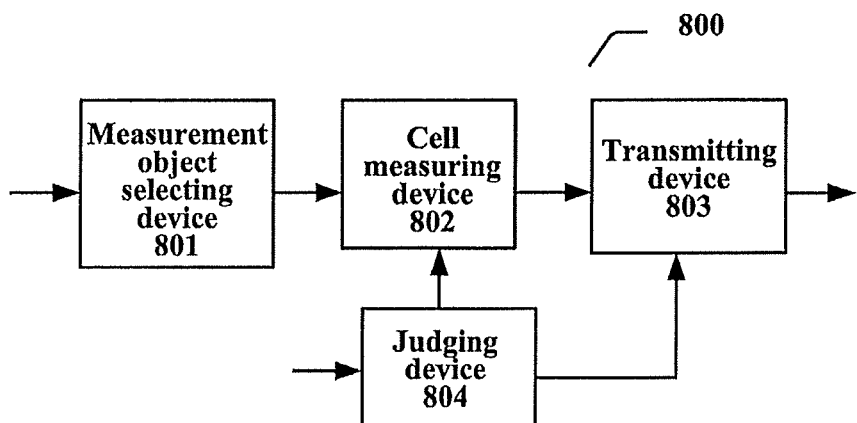 800
Measurement
object
selecting
device
801
Cell
measuring
device
802
Transmitting
device
803
Judging
device
804